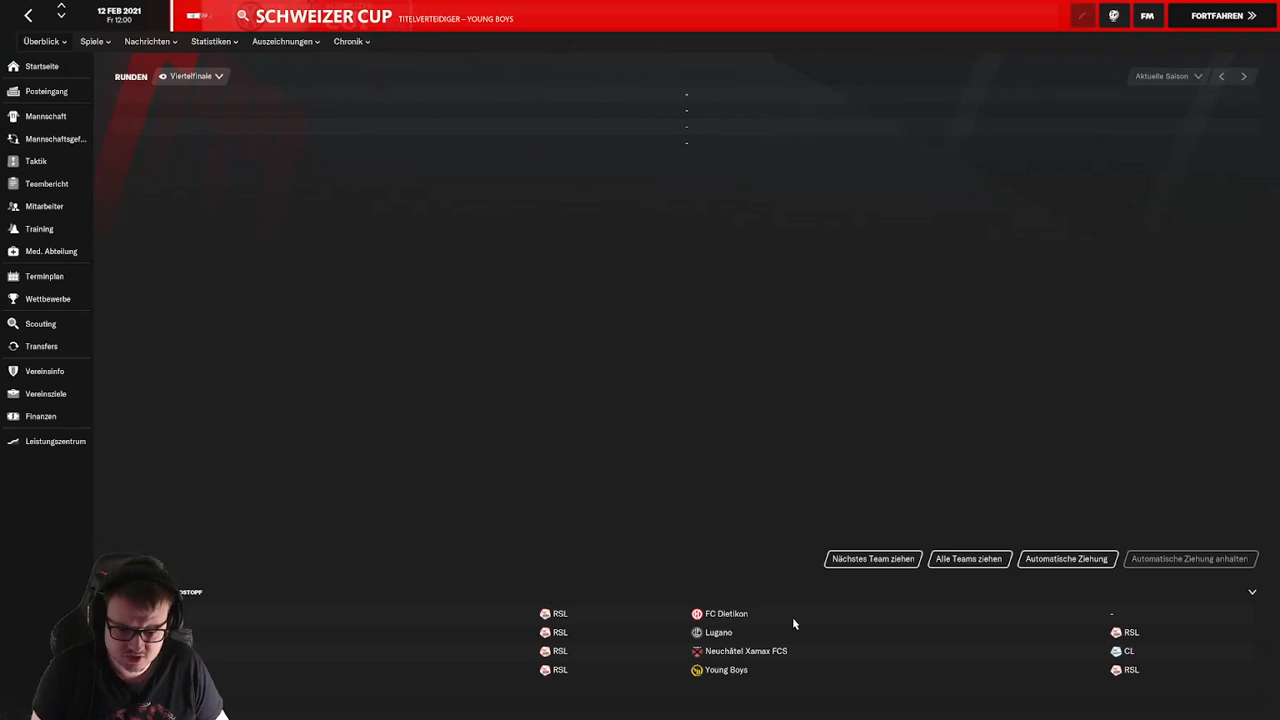 12 FEB 2021
Fr 12:00
SCHWEIZER CUP
TITELVERTEIDIGER – YOUNG BOYS
FM
FORTFAHREN
Überblick
Spiele
Nachrichten
Statistiken
Auszeichnungen
Chronik
Startseite
Posteingang
Mannschaft
Mannschaftsgef...
Taktik
Teambericht
Mitarbeiter
Training
Med. Abteilung
Terminplan
Wettbewerbe
Scouting
Transfers
Vereinsinfo
Vereinsziele
Finanzen
Leistungszentrum
RUNDEN
Viertelfinale
Aktuelle Saison
-
-
-
-
Nächstes Team ziehen
Alle Teams ziehen
Automatische Ziehung
Automatische Ziehung anhalten
RSL FC Dietikon -
RSL Lugano RSL
RSL Neuchâtel Xamax FCS CL
RSL Young Boys RSL